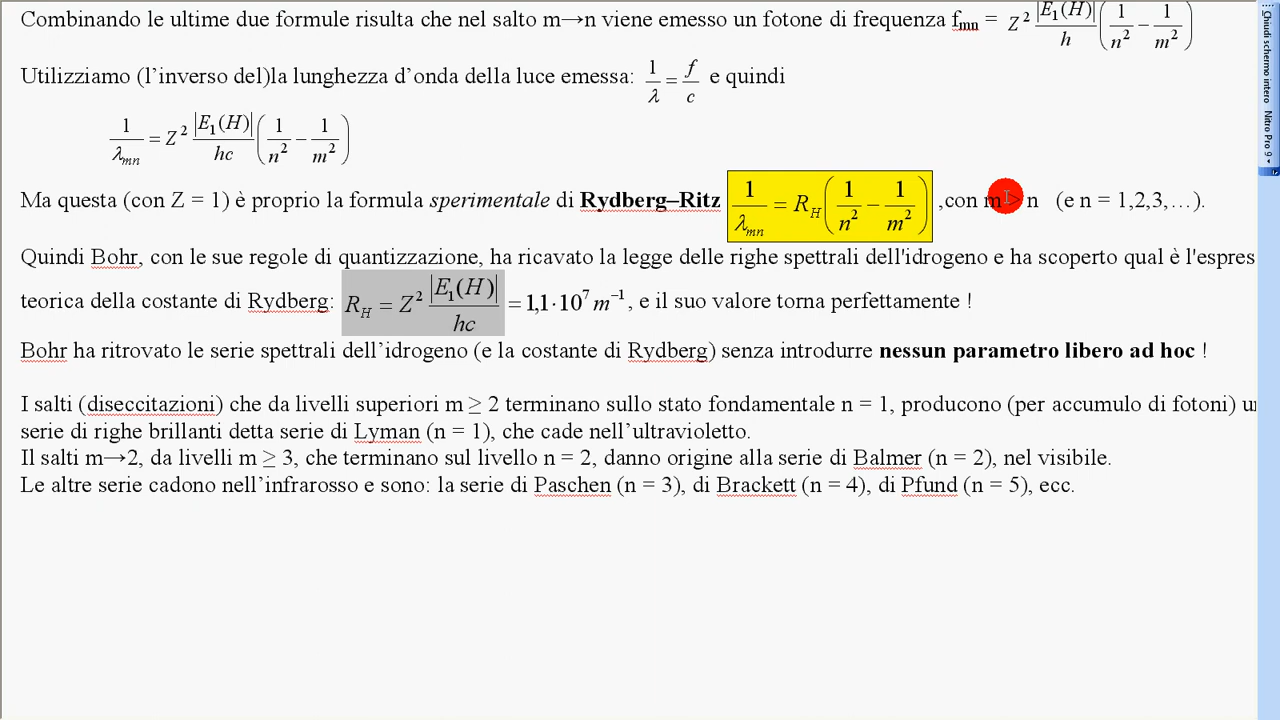 Combinando le ultime due formule risulta che nel salto m→n viene emesso un fotone di frequenza fmn = Z² |E₁(H)|/h (1/n² − 1/m²)
Utilizziamo (l’inverso del)la lunghezza d’onda della luce emessa: 1/λ = f/c e quindi
1/λmn = Z² |E₁(H)|/hc (1/n² − 1/m²)
Ma questa (con Z = 1) è proprio la formula sperimentale di Rydberg–Ritz 1/λmn = R_H (1/n² − 1/m²) ,con m > n (e n = 1,2,3,…).
Quindi Bohr, con le sue regole di quantizzazione, ha ricavato la legge delle righe spettrali dell'idrogeno e ha scoperto qual è l'espres
teorica della costante di Rydberg: R_H = Z² |E₁(H)|/hc = 1,1·10⁷ m⁻¹, e il suo valore torna perfettamente !
Bohr ha ritrovato le serie spettrali dell’idrogeno (e la costante di Rydberg) senza introdurre nessun parametro libero ad hoc !
I salti (diseccitazioni) che da livelli superiori m ≥ 2 terminano sullo stato fondamentale n = 1, producono (per accumulo di fotoni)
serie di righe brillanti detta serie di Lyman (n = 1), che cade nell’ultravioletto.
Il salti m→2, da livelli m ≥ 3, che terminano sul livello n = 2, danno origine alla serie di Balmer (n = 2), nel visibile.
Le altre serie cadono nell’infrarosso e sono: la serie di Paschen (n = 3), di Brackett (n = 4), di Pfund (n = 5), ecc.
Chiudi schermo intero Nitro Pro 9